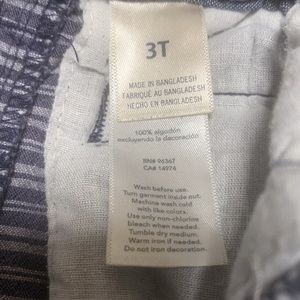 3T
MADE IN BANGLADESH
FABRIQUÉ AU BANGLADESH
HECHO EN BANGLADESH
100% algodón
excluyendo la decoración
RN# 96367
CA# 14974
Wash before use.
Turn garment inside out.
Machine wash cold
with like colors.
Use only non-chlorine
bleach when needed.
Tumble dry medium.
Warm iron if needed.
Do not iron decoration.